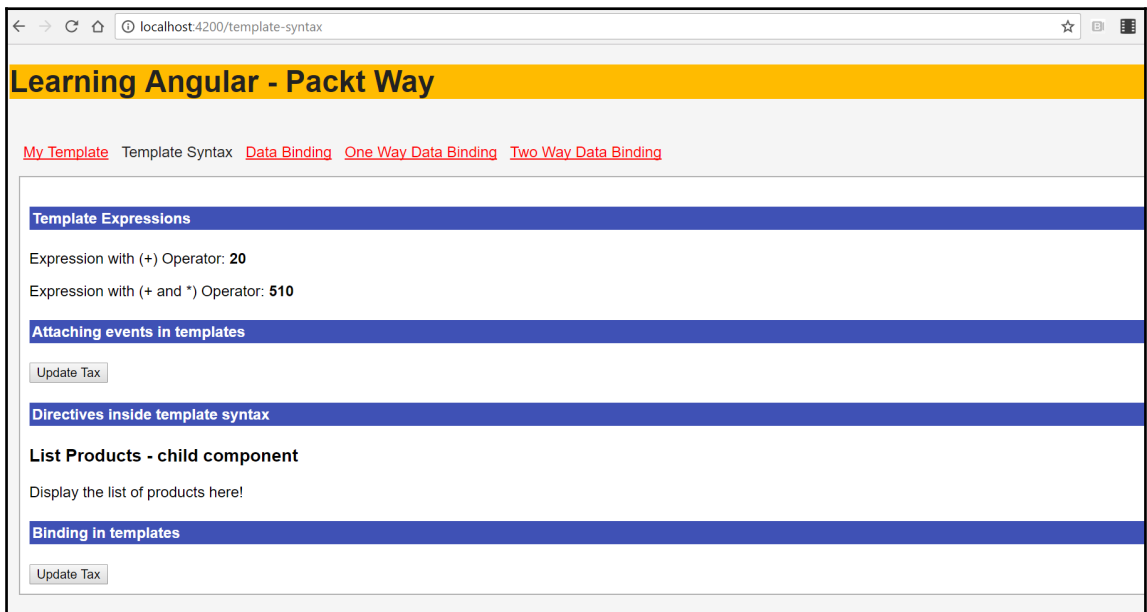 localhost:4200/template-syntax
Learning Angular - Packt Way
My Template Template Syntax Data Binding One Way Data Binding Two Way Data Binding
Template Expressions
Expression with (+) Operator: 20
Expression with (+ and *) Operator: 510
Attaching events in templates
Update Tax
Directives inside template syntax
List Products - child component
Display the list of products here!
Binding in templates
Update Tax